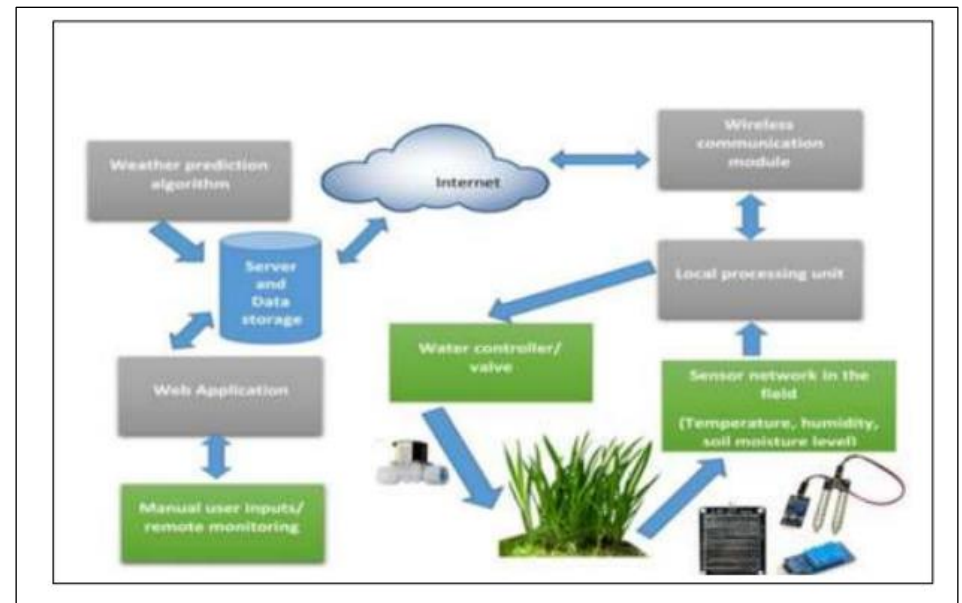 Weather prediction
algorithm
Internet
Wireless
communication
module
Server
and
Data
storage
Local processing unit
Water controller/
valve
Web Application
Sensor network in the
field
(Temperature, humidity,
soil moisture level)
Manual user inputs/
remote monitoring